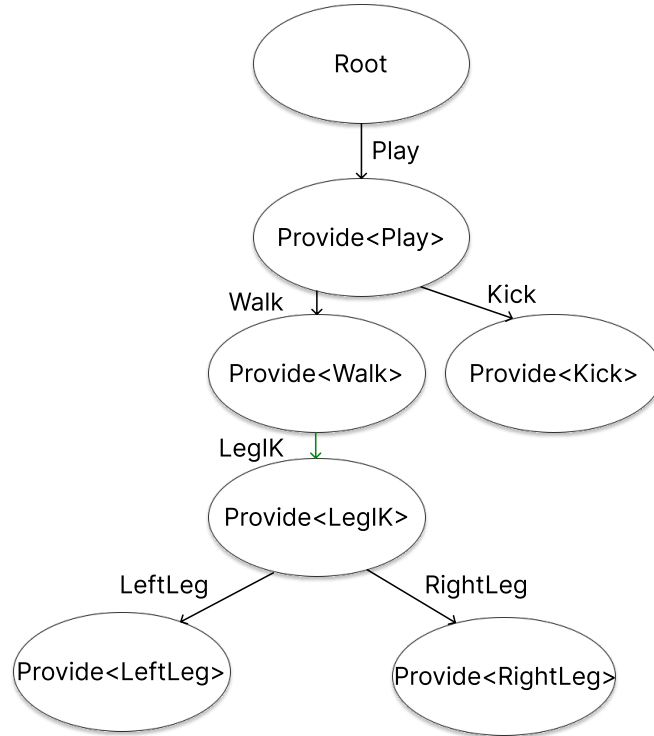 Root
Play
Provide<Play>
Walk
Kick
Provide<Walk>
Provide<Kick>
LegIK
Provide<LegIK>
LeftLeg
RightLeg
Provide<LeftLeg>
Provide<RightLeg>